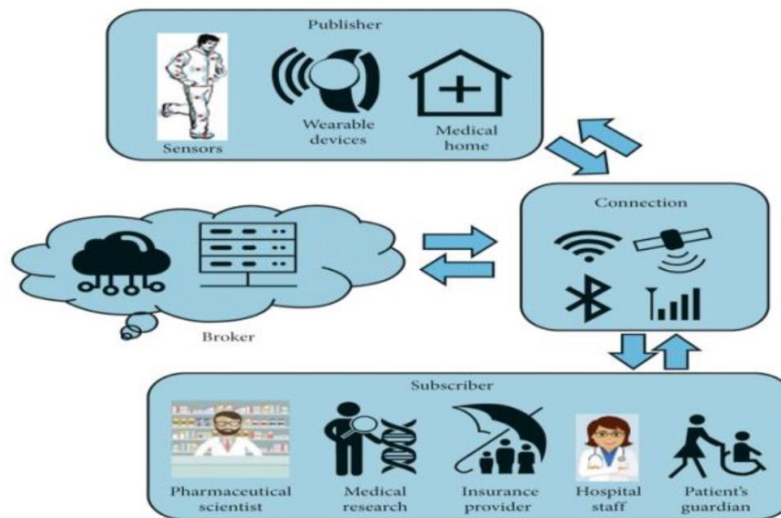 Publisher
Sensors
Wearable
devices
Medical
home
Connection
Broker
Subscriber
Pharmaceutical
scientist
Medical
research
Insurance
provider
Hospital
staff
Patient's
guardian